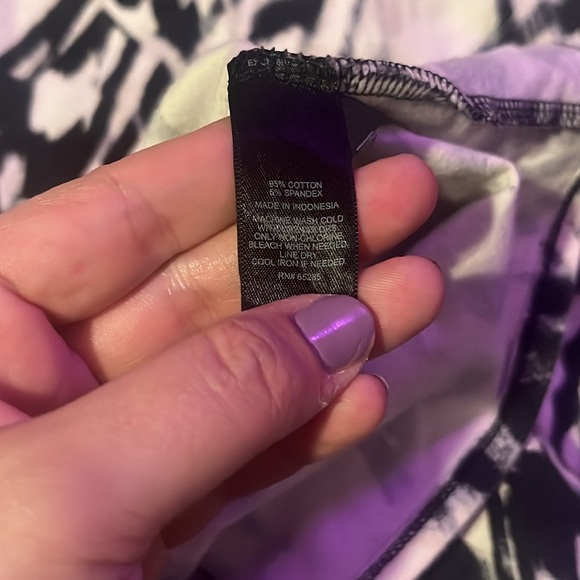 95% COTTON
5% SPANDEX
MADE IN INDONESIA
MACHINE WASH COLD
ONLY NON-CHLORINE
BLEACH WHEN NEEDED
LINE DRY
COOL IRON IF NEEDED
RN# 65285